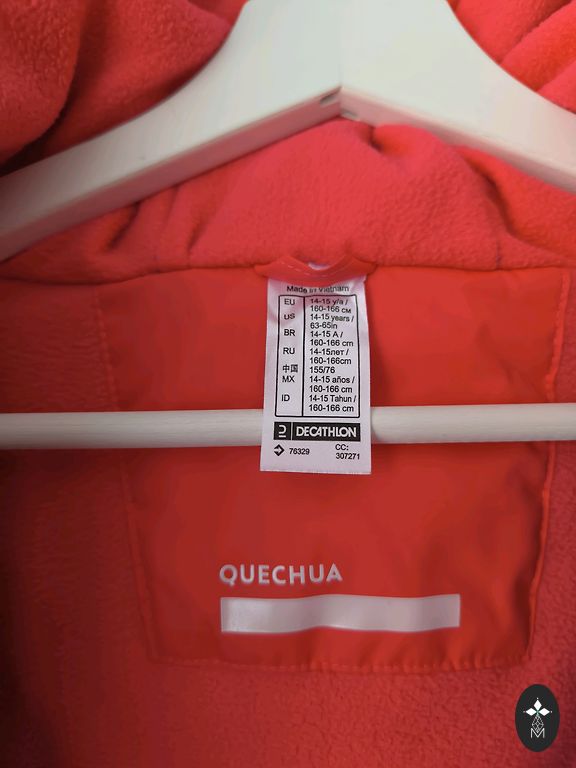 Made in Vietnam
EU 14-15 y/a /
160-166 см
US 14-15 years /
63-65in
BR 14-15 A /
160-166 cm
RU 14-15лет /
160-166cm
中国 155/76
MX 14-15 años /
160-166 cm
ID 14-15 Tahun /
160-166 cm
DECATHLON
76329 CC:
307271
QUECHUA
M